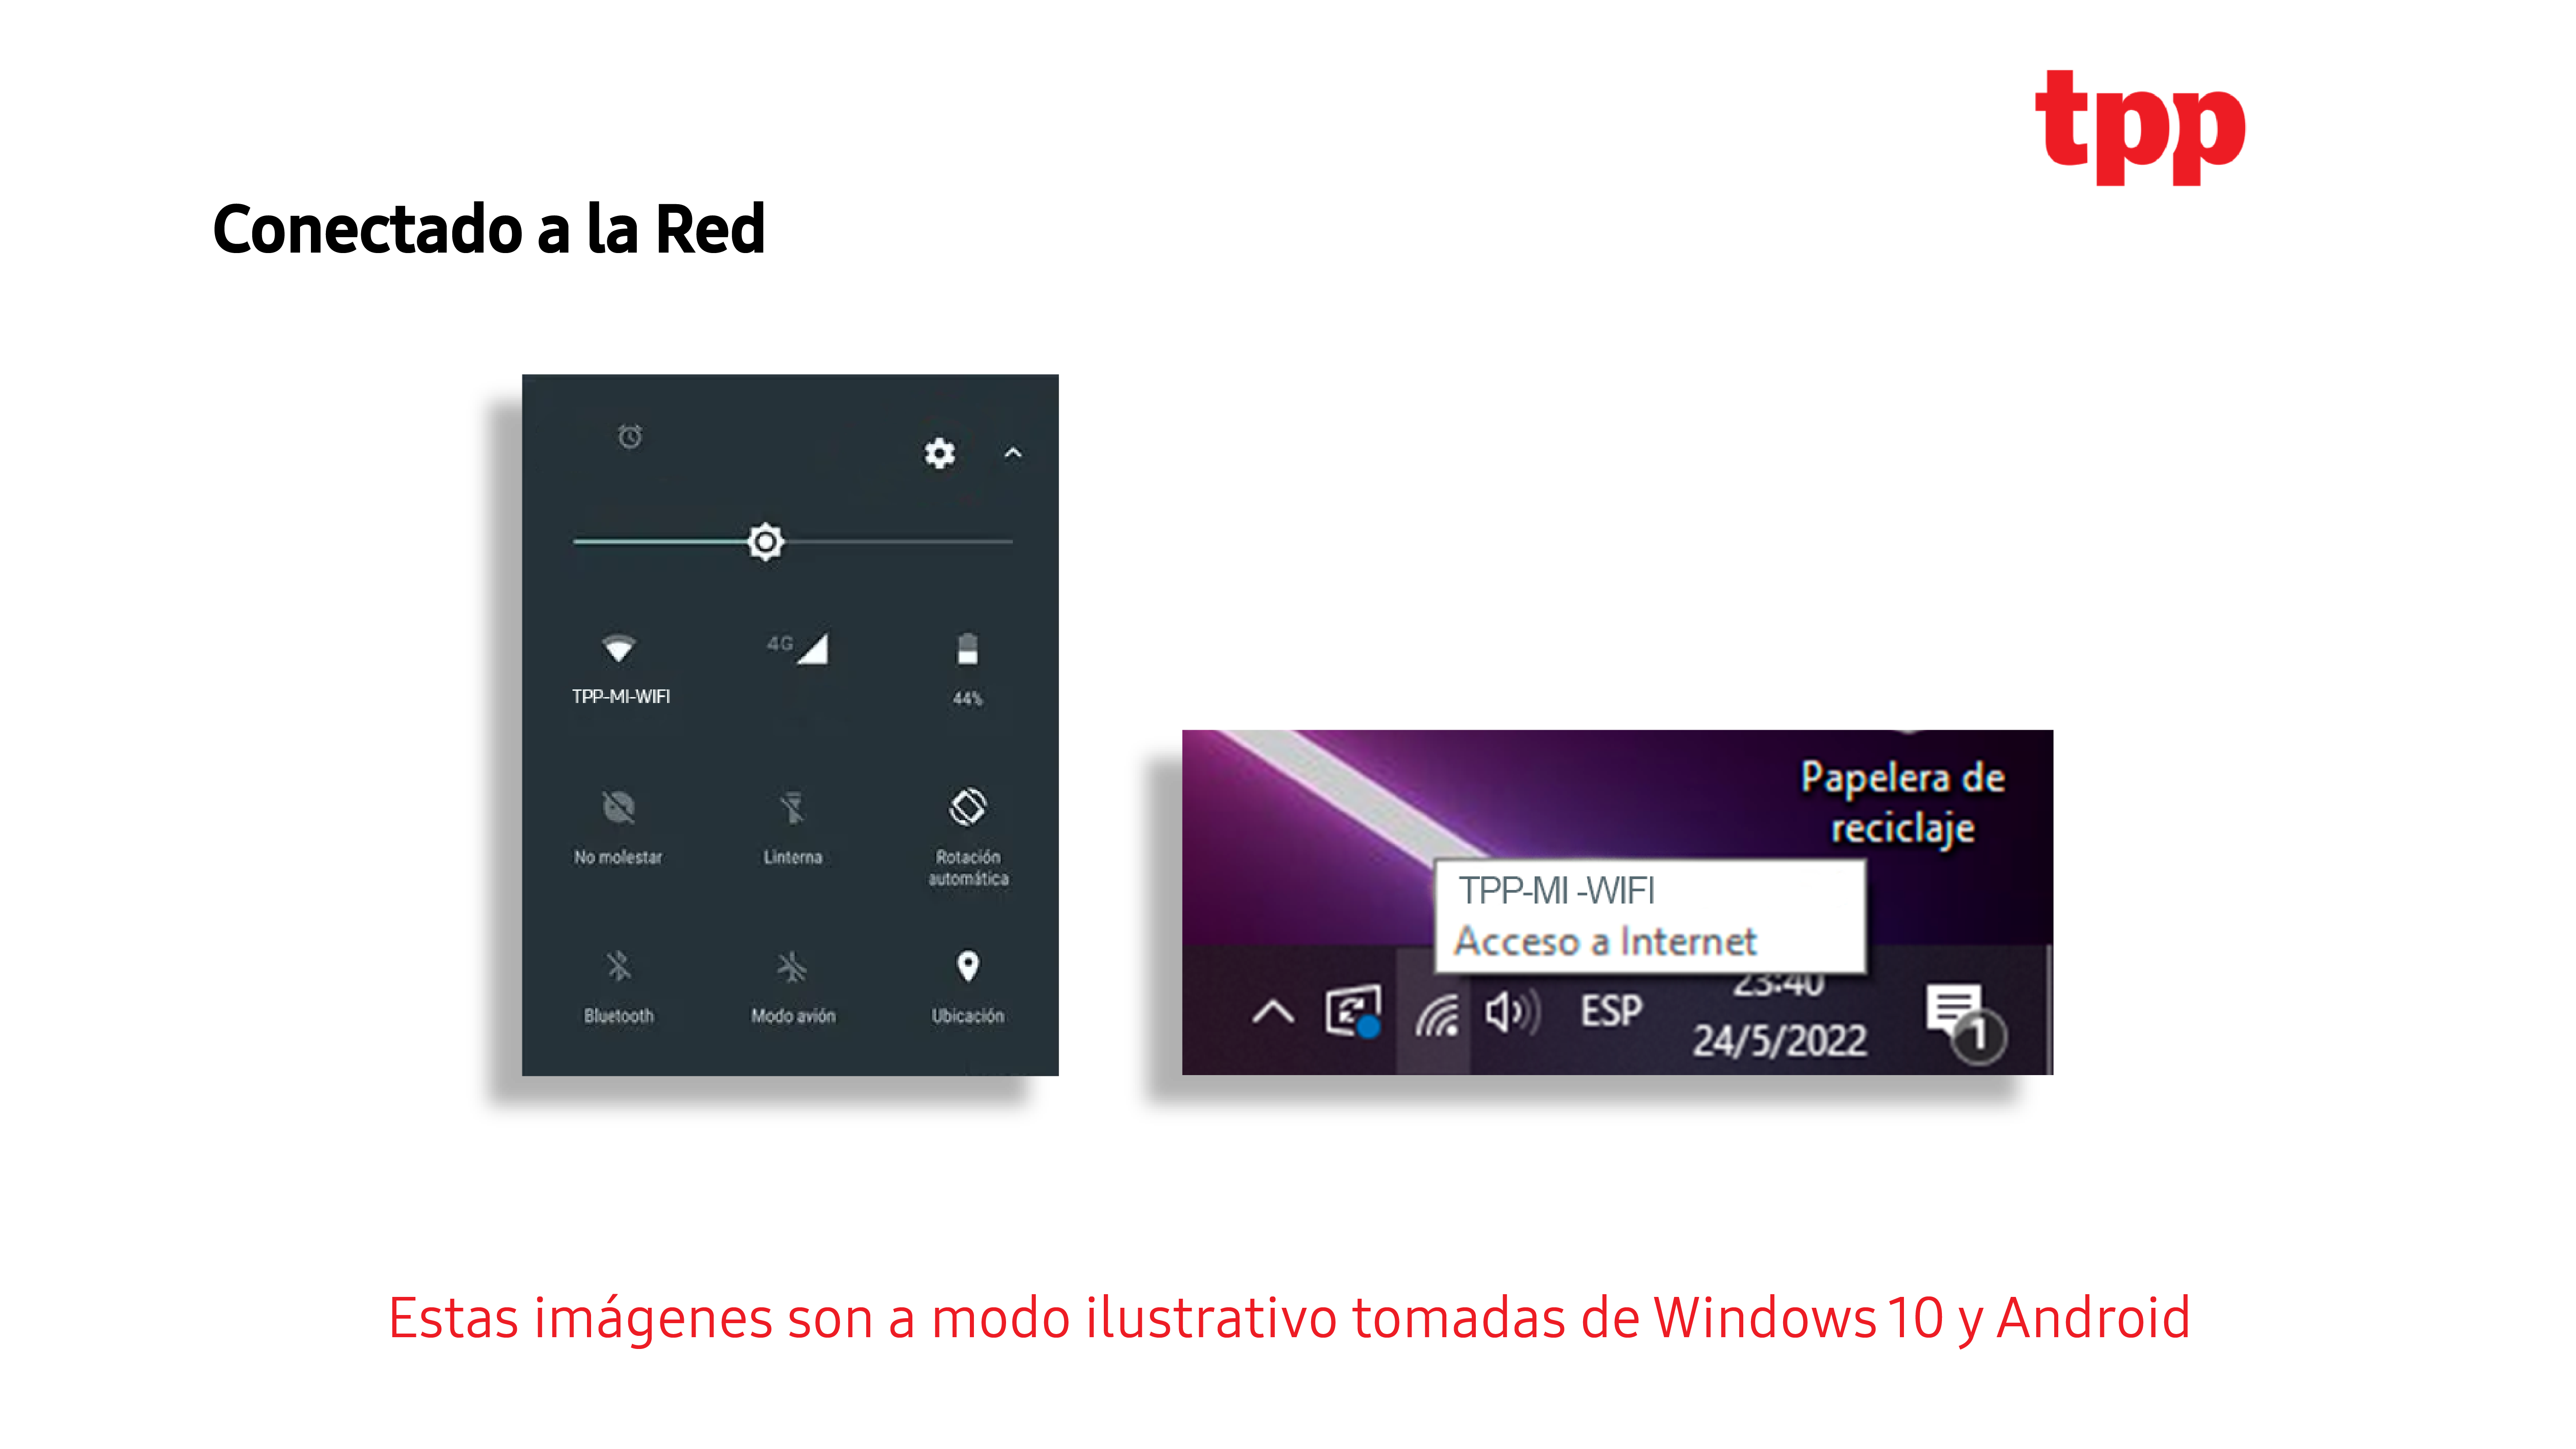 tpp
Conectado a la Red
4G
TPP-MI-WIFI
44%
No molestar
Linterna
Rotación
automática
Bluetooth
Modo avión
Ubicación
Papelera de
reciclaje
TPP-MI -WIFI
Acceso a Internet
ESP
23:40
24/5/2022
1
Estas imágenes son a modo ilustrativo tomadas de Windows 10 y Android